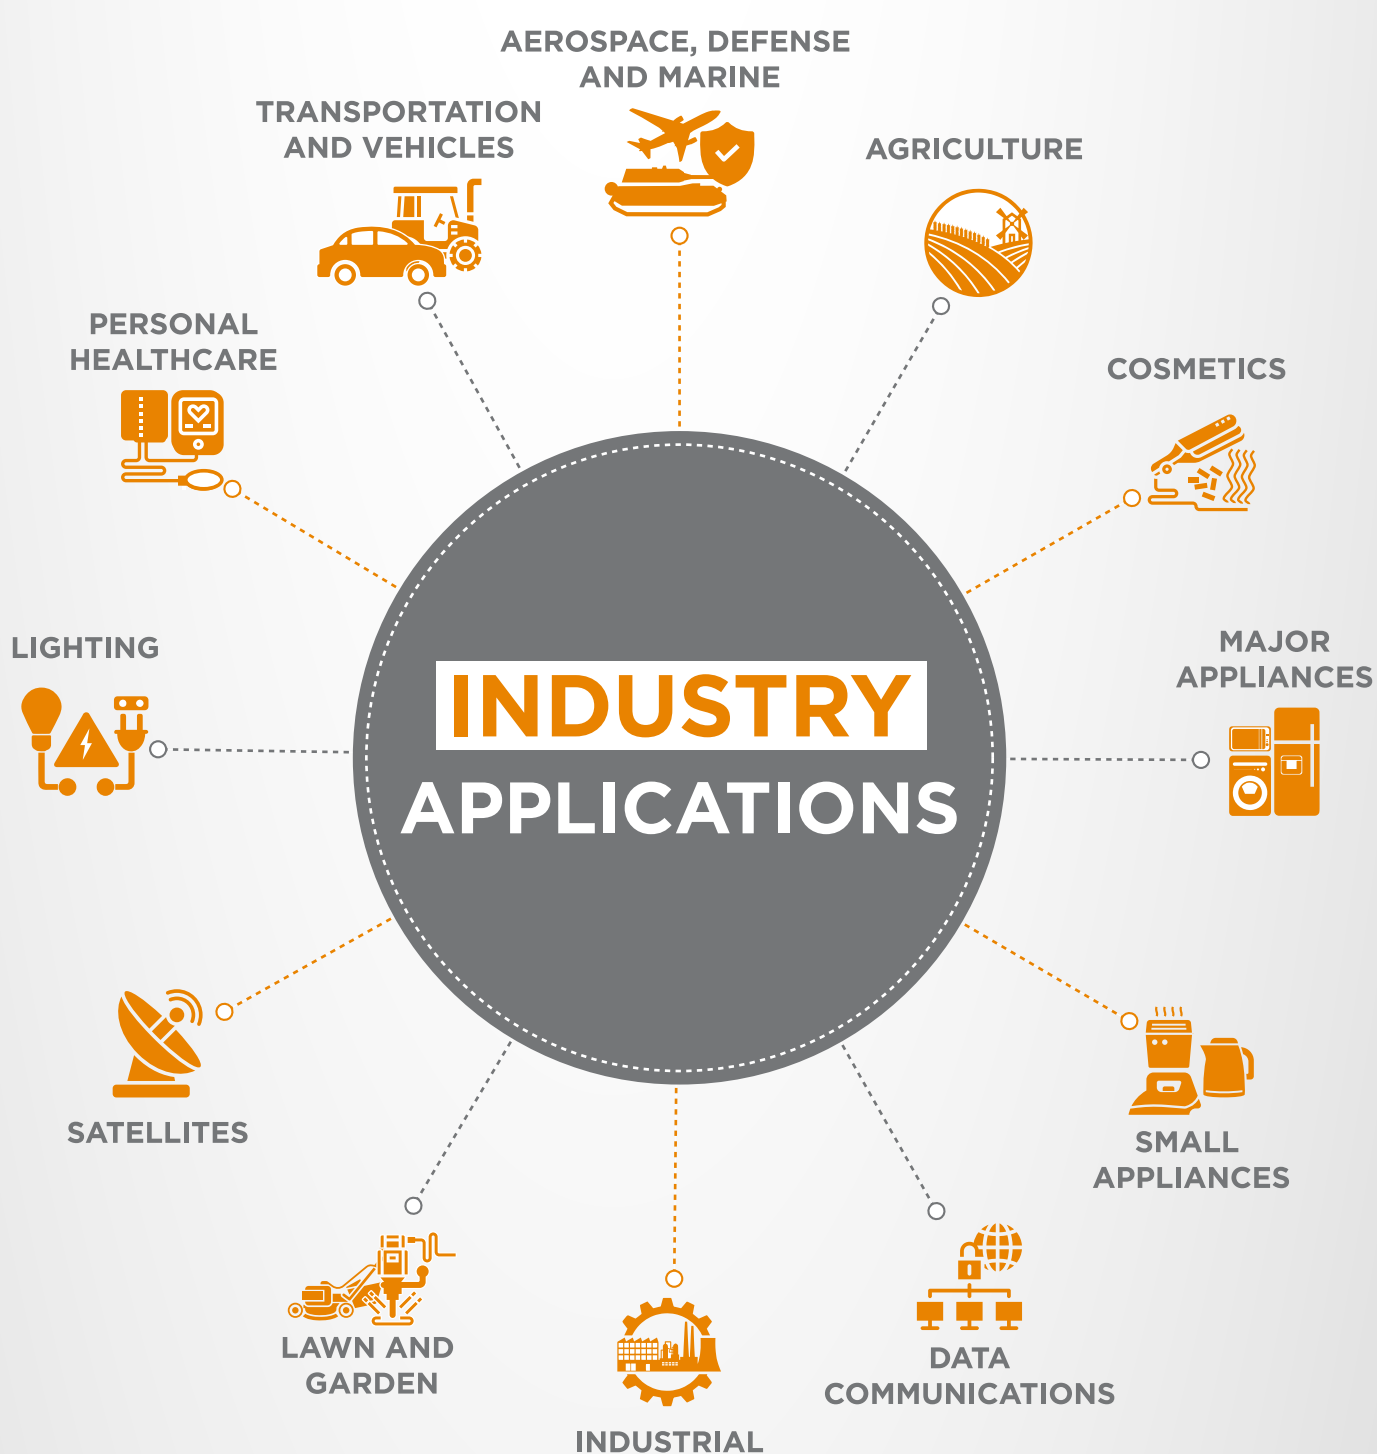 AEROSPACE, DEFENSE
AND MARINE
TRANSPORTATION
AND VEHICLES
AGRICULTURE
PERSONAL
HEALTHCARE
COSMETICS
LIGHTING
MAJOR
APPLIANCES
INDUSTRY
APPLICATIONS
SATELLITES
SMALL
APPLIANCES
LAWN AND
GARDEN
DATA
COMMUNICATIONS
INDUSTRIAL